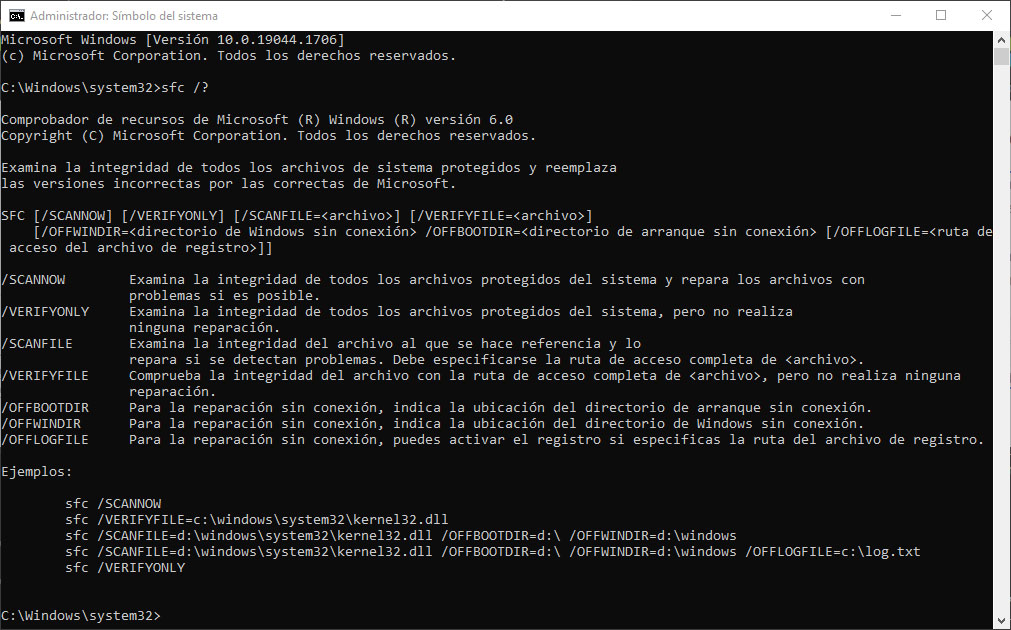 Administrador: Símbolo del sistema
Microsoft Windows [Versión 10.0.19044.1706]
(c) Microsoft Corporation. Todos los derechos reservados.
C:\Windows\system32>sfc /?
Comprobador de recursos de Microsoft (R) Windows (R) versión 6.0
Copyright (C) Microsoft Corporation. Todos los derechos reservados.
Examina la integridad de todos los archivos de sistema protegidos y reemplaza
las versiones incorrectas por las correctas de Microsoft.
SFC [/SCANNOW] [/VERIFYONLY] [/SCANFILE=<archivo>] [/VERIFYFILE=<archivo>]
    [/OFFWINDIR=<directorio de Windows sin conexión> /OFFBOOTDIR=<directorio de arranque sin conexión> [/OFFLOGFILE=<ruta de
 acceso del archivo de registro>]]
/SCANNOW        Examina la integridad de todos los archivos protegidos del sistema y repara los archivos con
                problemas si es posible.
/VERIFYONLY     Examina la integridad de todos los archivos protegidos del sistema, pero no realiza
                ninguna reparación.
/SCANFILE       Examina la integridad del archivo al que se hace referencia y lo
                repara si se detectan problemas. Debe especificarse la ruta de acceso completa de <archivo>.
/VERIFYFILE     Comprueba la integridad del archivo con la ruta de acceso completa de <archivo>, pero no realiza ninguna
                reparación.
/OFFBOOTDIR     Para la reparación sin conexión, indica la ubicación del directorio de arranque sin conexión.
/OFFWINDIR      Para la reparación sin conexión, indica la ubicación del directorio de Windows sin conexión.
/OFFLOGFILE     Para la reparación sin conexión, puedes activar el registro si especificas la ruta del archivo de registro.
Ejemplos:
        sfc /SCANNOW
        sfc /VERIFYFILE=c:\windows\system32\kernel32.dll
        sfc /SCANFILE=d:\windows\system32\kernel32.dll /OFFBOOTDIR=d:\ /OFFWINDIR=d:\windows
        sfc /SCANFILE=d:\windows\system32\kernel32.dll /OFFBOOTDIR=d:\ /OFFWINDIR=d:\windows /OFFLOGFILE=c:\log.txt
        sfc /VERIFYONLY
C:\Windows\system32>